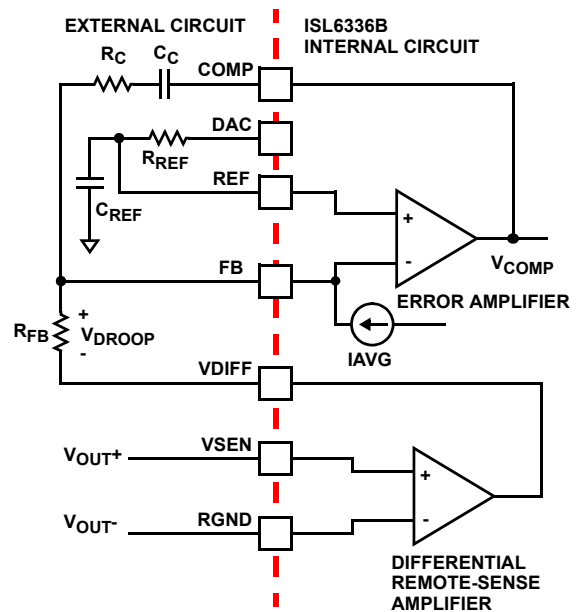 EXTERNAL CIRCUIT
ISL6336B
INTERNAL CIRCUIT
RC
CC
COMP
DAC
RREF
REF
CREF
+
-
VCOMP
FB
ERROR AMPLIFIER
IAVG
RFB
+
VDROOP
-
VDIFF
VOUT+
VSEN
+
-
VOUT-
RGND
DIFFERENTIAL
REMOTE-SENSE
AMPLIFIER